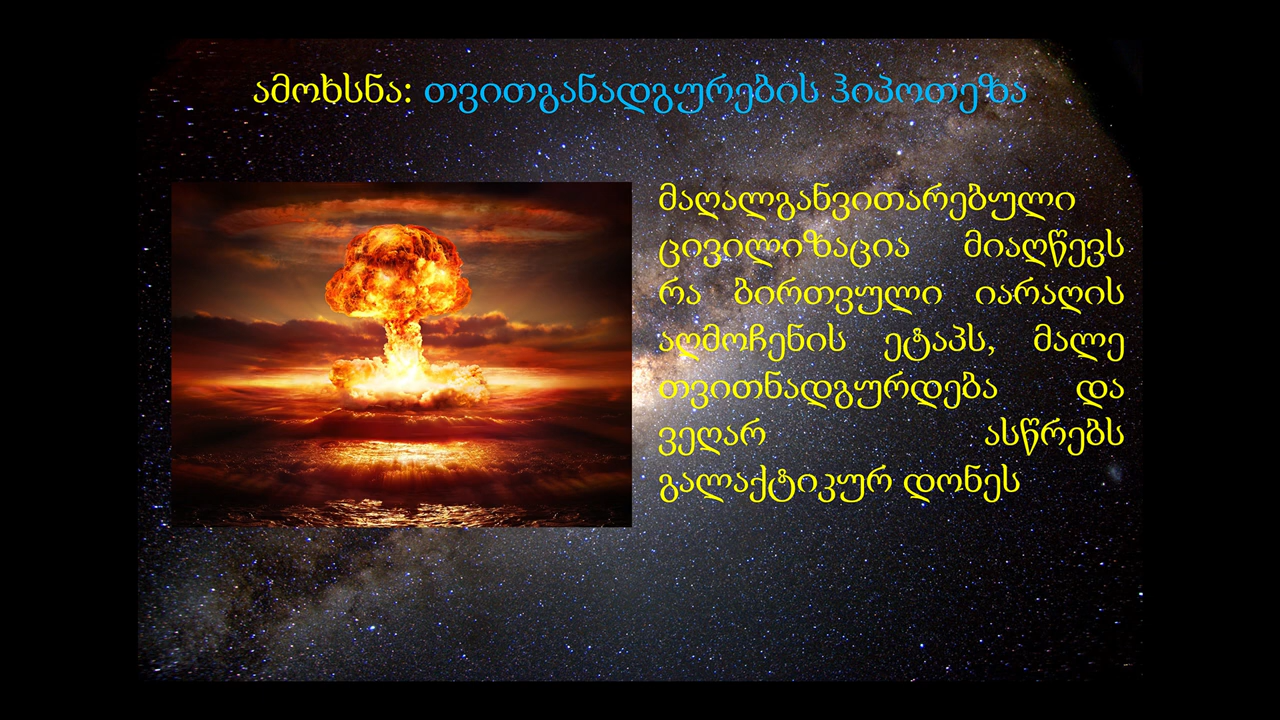 ამოხსნა: თვითგანადგურების ჰიპოთეზა
მაღალგანვითარებული
ცივილიზაცია მიაღწევს
რა ბირთვული იარაღის
აღმოჩენის ეტაპს, მალე
თვითნადგურდება და
ვეღარ ასწრებს
გალაქტიკურ დონეს